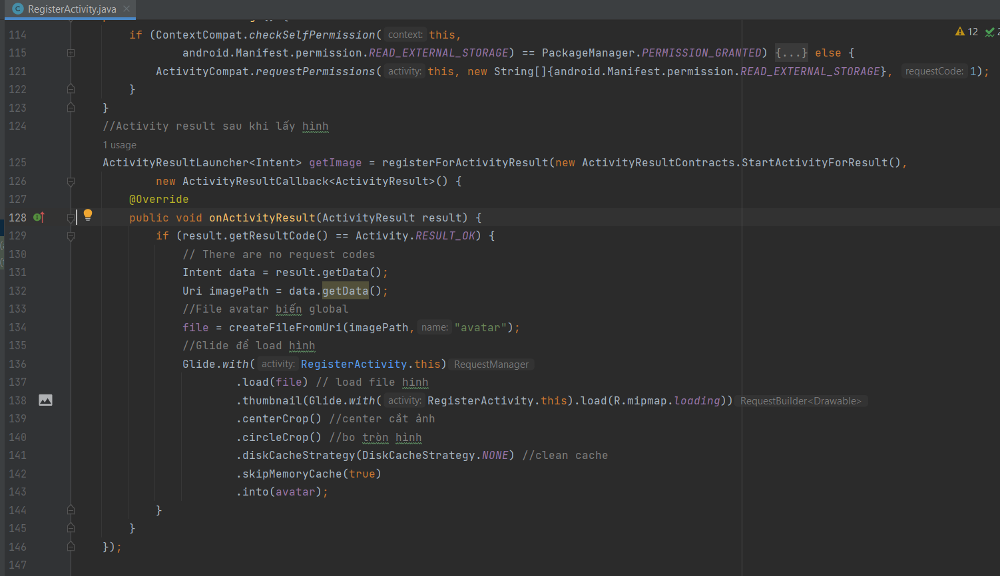 RegisterActivity.java
12
114 if (ContextCompat.checkSelfPermission( context: this,
115 android.Manifest.permission.READ_EXTERNAL_STORAGE) == PackageManager.PERMISSION_GRANTED) {...} else {
121 ActivityCompat.requestPermissions( activity: this, new String[]{android.Manifest.permission.READ_EXTERNAL_STORAGE}, requestCode: 1);
122 }
123 }
124 //Activity result sau khi lấy hình
1 usage
125 ActivityResultLauncher<Intent> getImage = registerForActivityResult(new ActivityResultContracts.StartActivityForResult(),
126 new ActivityResultCallback<ActivityResult>() {
127 @Override
128 public void onActivityResult(ActivityResult result) {
129 if (result.getResultCode() == Activity.RESULT_OK) {
130 // There are no request codes
131 Intent data = result.getData();
132 Uri imagePath = data.getData();
133 //File avatar biến global
134 file = createFileFromUri(imagePath, name: "avatar");
135 //Glide để load hình
136 Glide.with( activity: RegisterActivity.this) RequestManager
137 .load(file) // load file hinh
138 .thumbnail(Glide.with( activity: RegisterActivity.this).load(R.mipmap.loading)) RequestBuilder<Drawable>
139 .centerCrop() //center cắt ảnh
140 .circleCrop() //bo tròn hình
141 .diskCacheStrategy(DiskCacheStrategy.NONE) //clean cache
142 .skipMemoryCache(true)
143 .into(avatar);
144 }
145 }
146 });
147